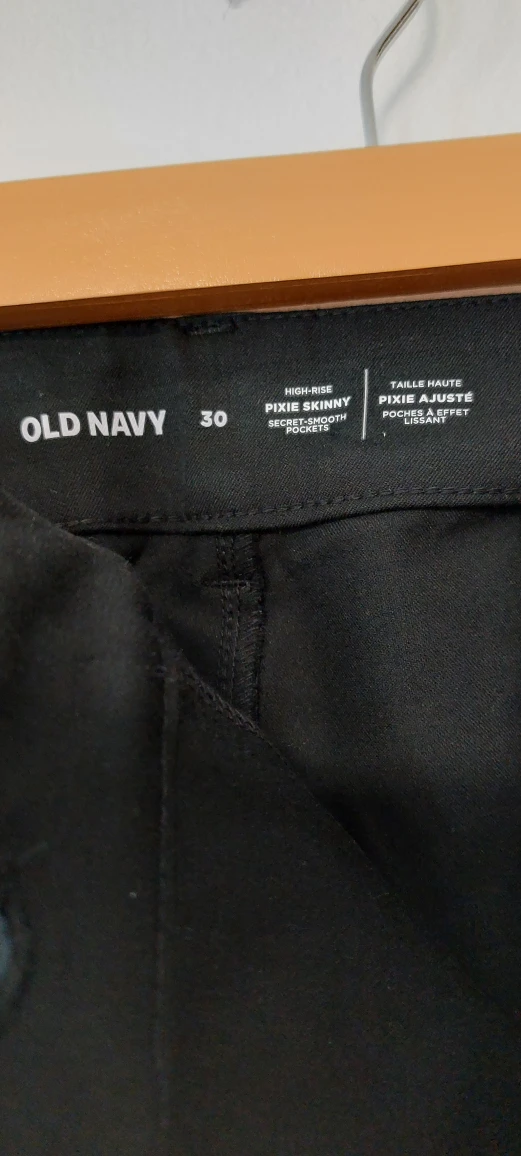 OLD NAVY
30
HIGH-RISE
PIXIE SKINNY
SECRET-SMOOTH
POCKETS
TAILLE HAUTE
PIXIE AJUSTÉ
POCHES À EFFET
LISSANT